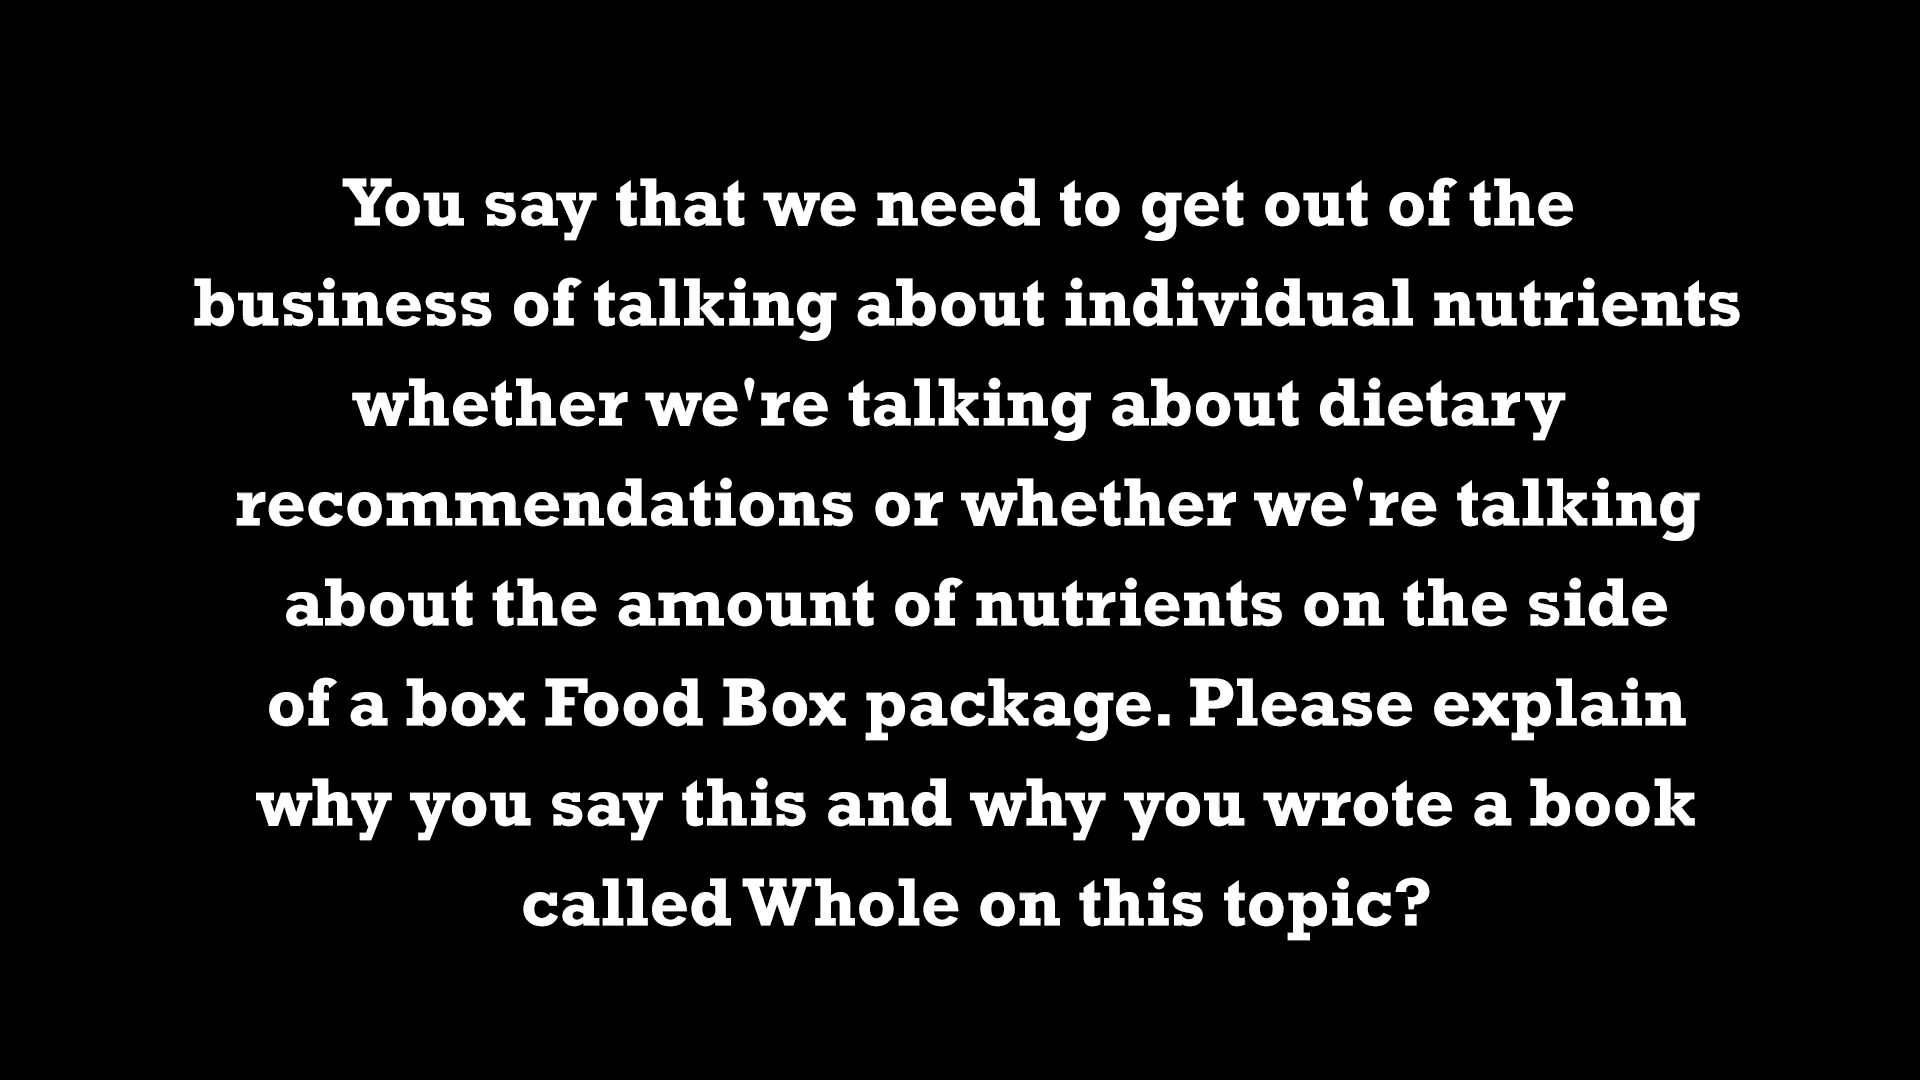 You say that we need to get out of the
business of talking about individual nutrients
whether we're talking about dietary
recommendations or whether we're talking
about the amount of nutrients on the side
of a box Food Box package. Please explain
why you say this and why you wrote a book
called Whole on this topic?